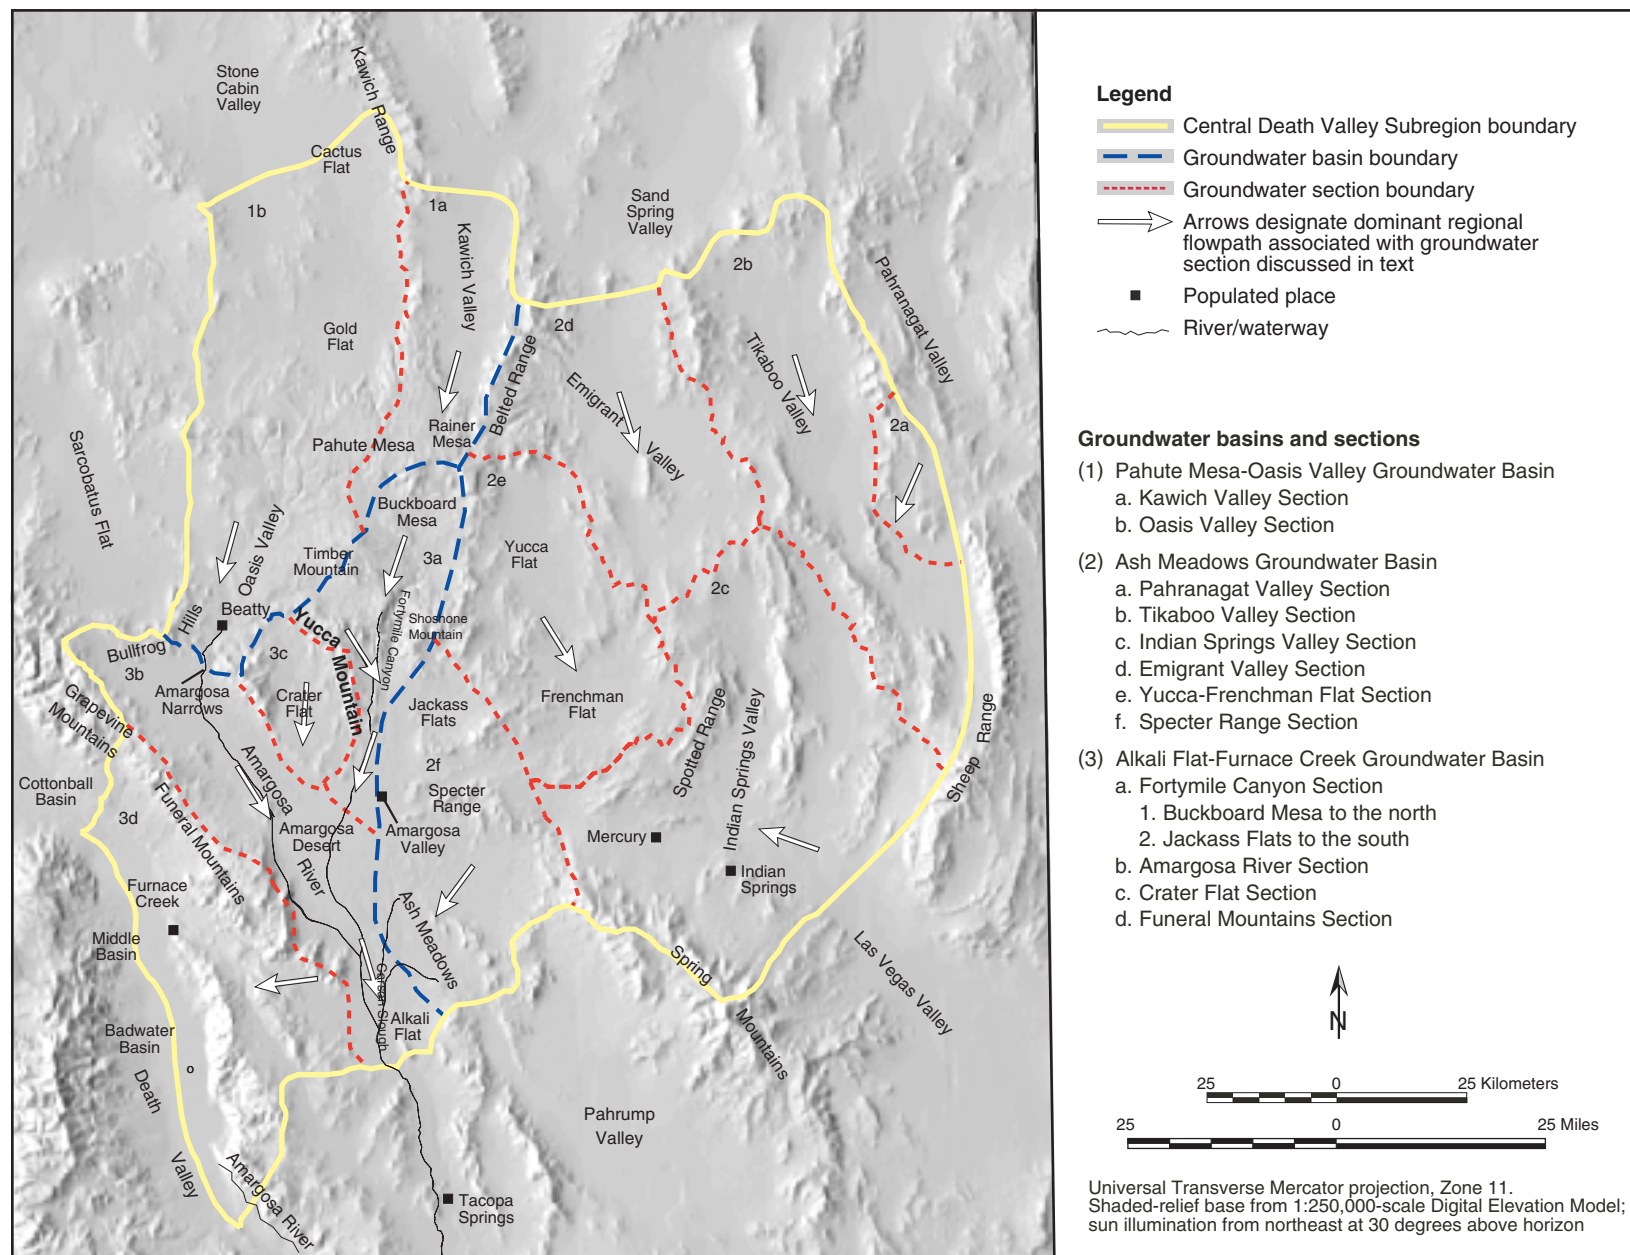 Stone
Cabin
Valley
Kawich Range
Cactus
Flat
1b
1a
Sand
Spring
Valley
Kawich Valley
2b
Pahranagat Valley
Gold
Flat
2d
Belted Range
Tikaboo Valley
Emigrant
Valley
Rainer
Mesa
Pahute Mesa
2a
Sarcobatus Flat
2e
Buckboard
Mesa
Oasis Valley
Timber
Mountain
3a
Yucca
Flat
2c
Fortymile Canyon
Hills
Beatty
Yucca
Mountain
Shoshone
Mountain
Bullfrog
3b
3c
Amargosa
Narrows
Crater
Flat
Jackass
Flats
Frenchman
Flat
Grapevine
Mountains
Spotted Range
Indian Springs Valley
Sheep Range
Cottonball
Basin
2f
Specter
Range
3d
Funeral Mountains
Amargosa
River
Amargosa
Desert
Amargosa
Valley
Mercury
Indian
Springs
Furnace
Creek
Middle
Basin
Ash Meadows
Spring
Mountains
Las Vegas Valley
Carson Slough
Alkali
Flat
Badwater
Basin
Death
Valley
Pahrump
Valley
Amargosa River
Tacopa
Springs
Legend
Central Death Valley Subregion boundary
Groundwater basin boundary
Groundwater section boundary
Arrows designate dominant regional
flowpath associated with groundwater
section discussed in text
Populated place
River/waterway
Groundwater basins and sections
(1) Pahute Mesa-Oasis Valley Groundwater Basin
a. Kawich Valley Section
b. Oasis Valley Section
(2) Ash Meadows Groundwater Basin
a. Pahranagat Valley Section
b. Tikaboo Valley Section
c. Indian Springs Valley Section
d. Emigrant Valley Section
e. Yucca-Frenchman Flat Section
f. Specter Range Section
(3) Alkali Flat-Furnace Creek Groundwater Basin
a. Fortymile Canyon Section
1. Buckboard Mesa to the north
2. Jackass Flats to the south
b. Amargosa River Section
c. Crater Flat Section
d. Funeral Mountains Section
N
25 0 25 Kilometers
25 0 25 Miles
Universal Transverse Mercator projection, Zone 11.
Shaded-relief base from 1:250,000-scale Digital Elevation Model;
sun illumination from northeast at 30 degrees above horizon